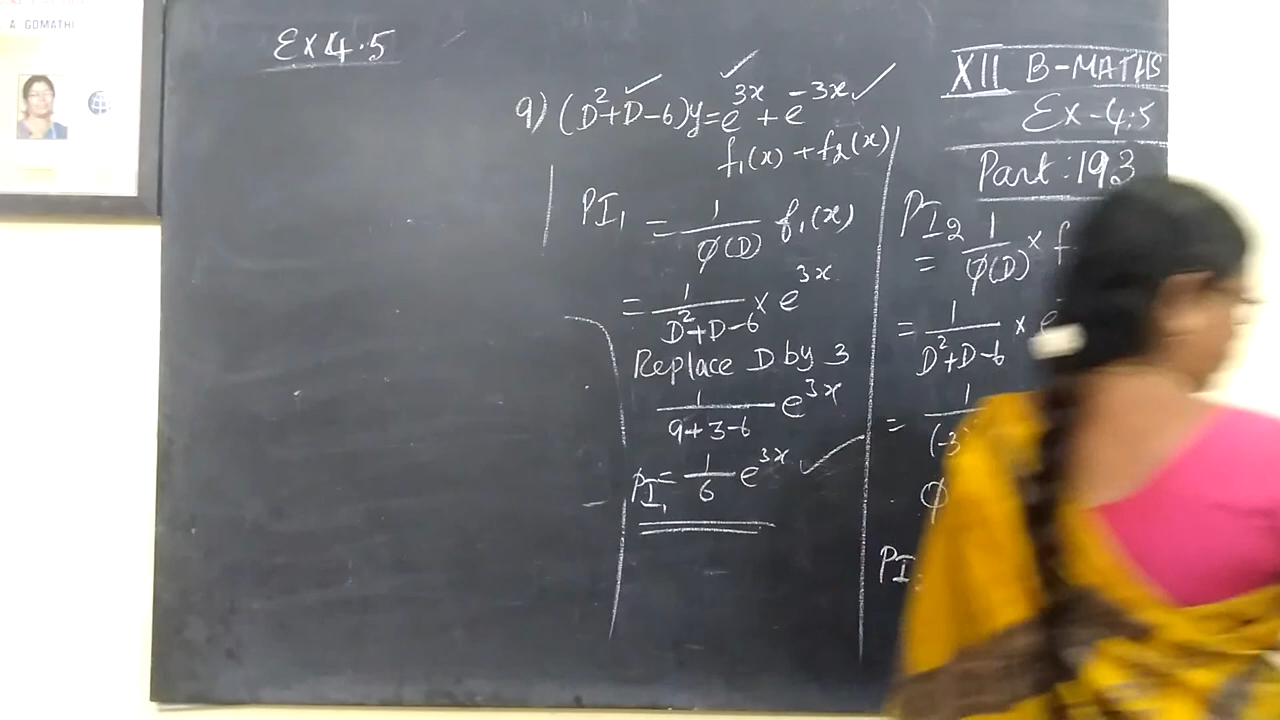 A. GOMATHI
Ex 4.5
XII B-MATHS
Ex-4.5
Part:193
9) (D²+D-6)y=e³ˣ+e⁻³ˣ
f₁(x)+f₂(x)
PI₁ = 1/φ(D) f₁(x)
= 1/D²+D-6 × e³ˣ
Replace D by 3
1/9+3-6 e³ˣ
PI₁= 1/6 e³ˣ
PI₂
= 1/φ(D) × f
= 1/D²+D-6 × e
= 1/(-3)
φ
PI